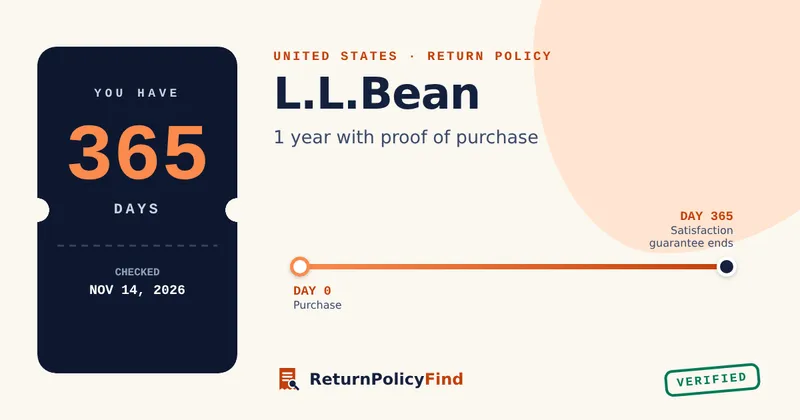 YOU HAVE
365
DAYS
CHECKED
NOV 14, 2026
UNITED STATES · RETURN POLICY
L.L.Bean
1 year with proof of purchase
DAY 365
Satisfaction
guarantee ends
DAY 0
Purchase
ReturnPolicyFind
VERIFIED